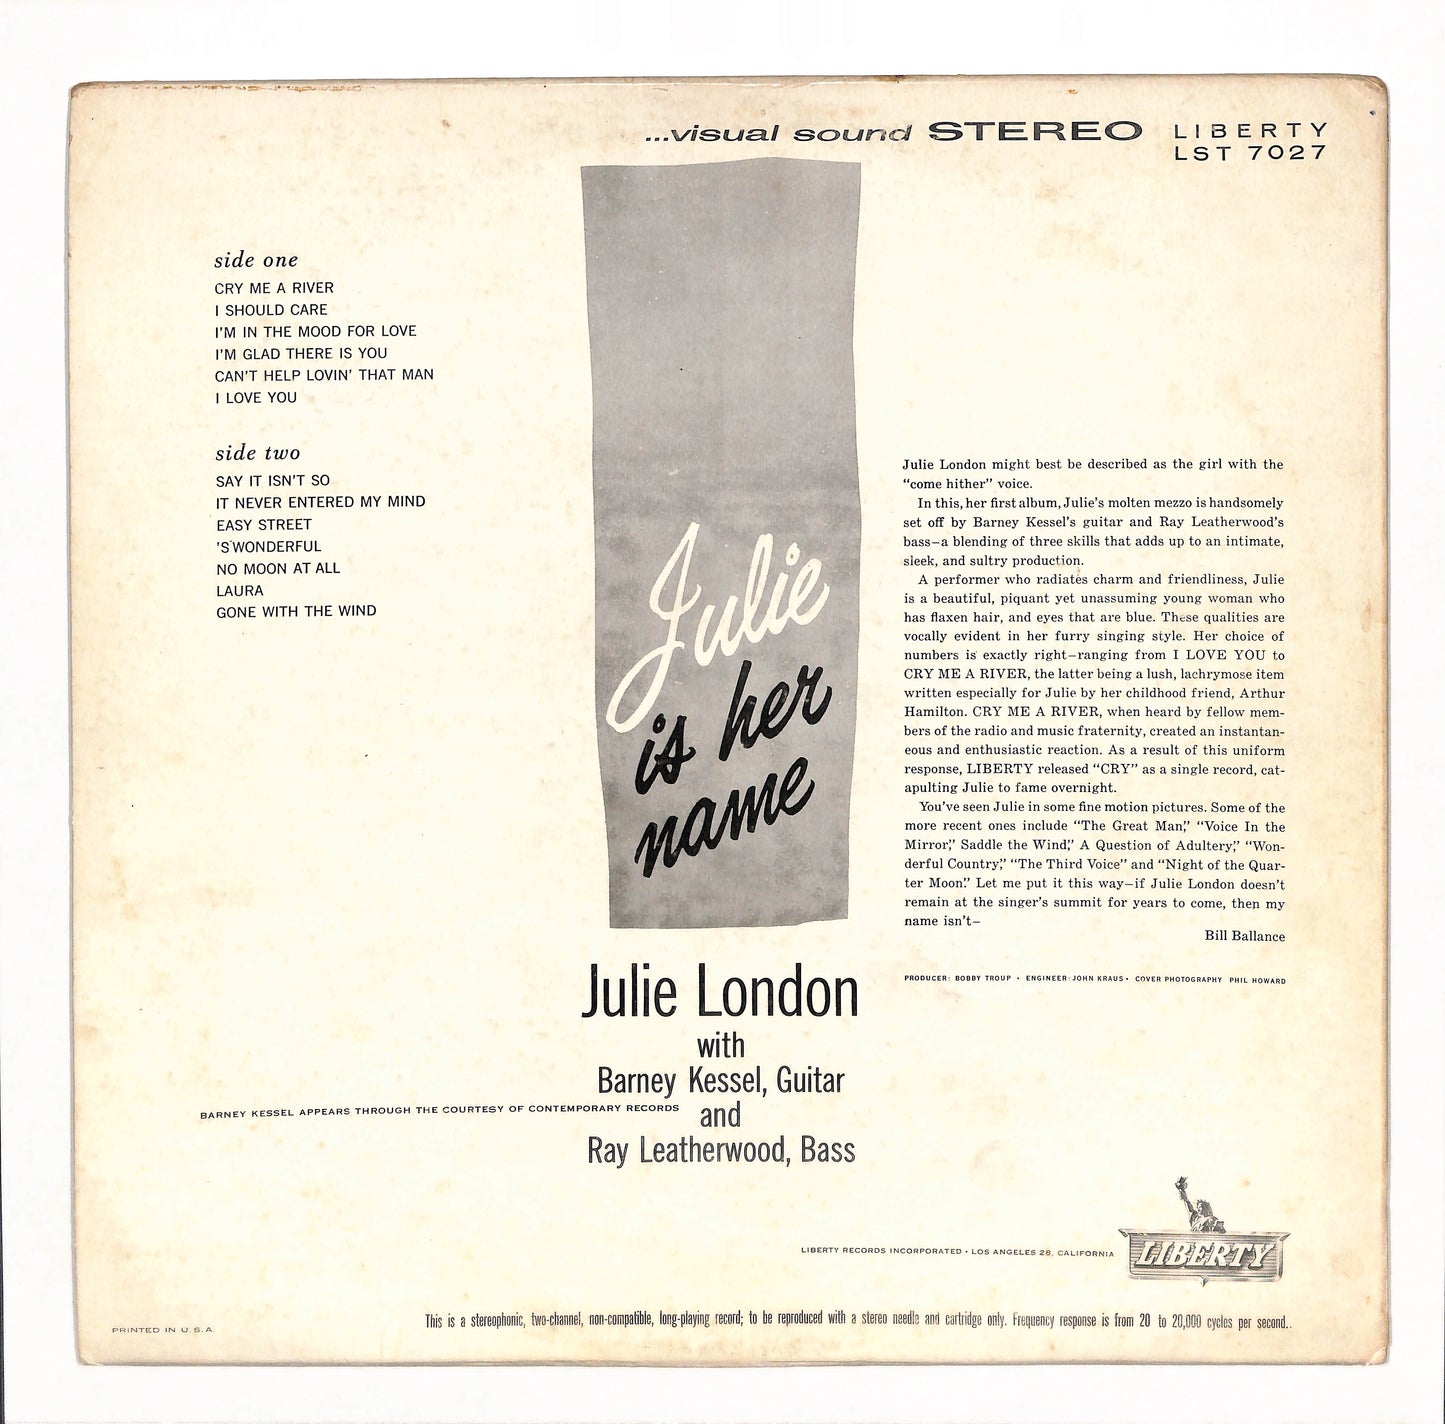 ...visual sound STEREO LIBERTY
LST 7027
side one
CRY ME A RIVER
I SHOULD CARE
I'M IN THE MOOD FOR LOVE
I'M GLAD THERE IS YOU
CAN'T HELP LOVIN' THAT MAN
I LOVE YOU
side two
SAY IT ISN'T SO
IT NEVER ENTERED MY MIND
EASY STREET
'S WONDERFUL
NO MOON AT ALL
LAURA
GONE WITH THE WIND
Julie
is her
name
Julie London might best be described as the girl with the
“come hither” voice.
In this, her first album, Julie's molten mezzo is handsomely
set off by Barney Kessel's guitar and Ray Leatherwood's
bass—a blending of three skills that adds up to an intimate,
sleek, and sultry production.
A performer who radiates charm and friendliness, Julie
is a beautiful, piquant yet unassuming young woman who
has flaxen hair, and eyes that are blue. These qualities are
vocally evident in her furry singing style. Her choice of
numbers is exactly right—ranging from I LOVE YOU to
CRY ME A RIVER, the latter being a lush, lachrymose item
written especially for Julie by her childhood friend, Arthur
Hamilton. CRY ME A RIVER, when heard by fellow mem-
bers of the radio and music fraternity, created an instantan-
eous and enthusiastic reaction. As a result of this uniform
response, LIBERTY released “CRY” as a single record, cat-
apulting Julie to fame overnight.
You've seen Julie in some fine motion pictures. Some of the
more recent ones include “The Great Man,” “Voice In the
Mirror,” Saddle the Wind,” A Question of Adultery,” “Won-
derful Country,” “The Third Voice” and “Night of the Quar-
ter Moon.” Let me put it this way—if Julie London doesn't
remain at the singer's summit for years to come, then my
name isn't—
Bill Ballance
PRODUCER: BOBBY TROUP • ENGINEER: JOHN KRAUS • COVER PHOTOGRAPHY PHIL HOWARD
Julie London
with
Barney Kessel, Guitar
BARNEY KESSEL APPEARS THROUGH THE COURTESY OF CONTEMPORARY RECORDS
and
Ray Leatherwood, Bass
LIBERTY RECORDS INCORPORATED • LOS ANGELES 28, CALIFORNIA
LIBERTY
This is a stereophonic, two-channel, non-compatible, long-playing record; to be reproduced with a stereo needle and cartridge only. Frequency response is from 20 to 20,000 cycles per second..
PRINTED IN U.S.A.